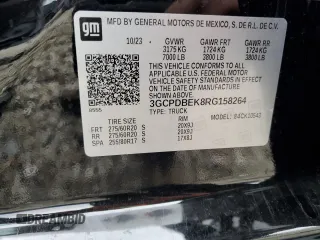 gm
MFD BY GENERAL MOTORS DE MEXICO, S. DE R.L. DE C.V.
10/23 GVWR GAWR FRT GAWR RR
3175 KG 1724 KG 1724 KG
7000 LB 3800 LB 3800 LB
THIS VEHICLE CONFORMS TO ALL
APPLICABLE U.S. FEDERAL MOTOR VEHICLE
SAFETY
IN EFFECT ON THE DATE OF
MANUFACTURE SHOWN ABOVE.
3GCPDBEK8RG158264
TYPE: TRUCK
TIRE SIZE RIM
FRT 275/60R20 S 20X9J
RR 275/60R20 S 20X9J
SPA 255/80R17 S 17X8J